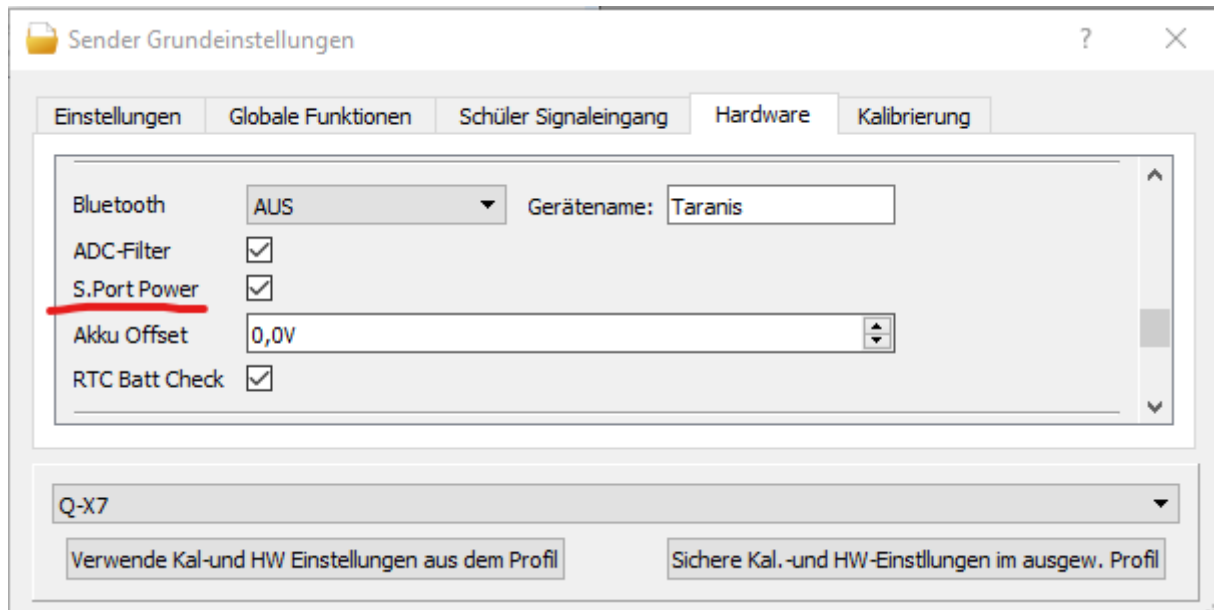 Sender Grundeinstellungen
?
Einstellungen Globale Funktionen Schüler Signaleingang Hardware Kalibrierung
Bluetooth AUS Gerätename: Taranis
ADC-Filter
S.Port Power
Akku Offset 0,0V
RTC Batt Check
Q-X7
Verwende Kal-und HW Einstellungen aus dem Profil Sichere Kal.-und HW-Einstllungen im ausgew. Profil